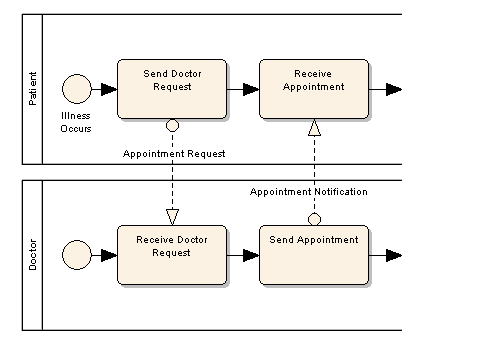 Patient
Send Doctor
Request
Receive
Appointment
Illness
Occurs
Appointment Request
Appointment Notification
Doctor
Receive Doctor
Request
Send Appointment